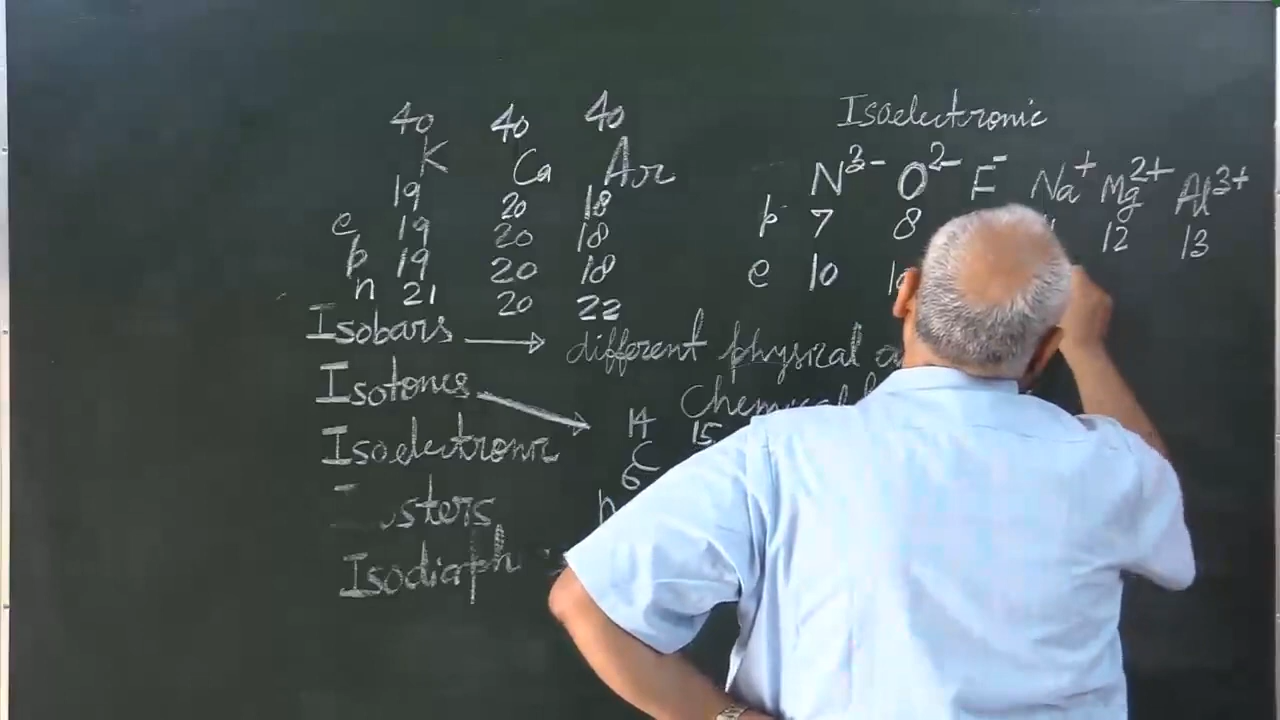 40 40 40
K Ca Ar
19 20 18
e 19 20 18
p 19 20 18
n 21 20 22
Isobars → different physical
Isotones → Chemical
Isoelectronic
sters
Isodiaph
14 15
C
6
Isoelectronic
N³⁻ O²⁻ F⁻ Na⁺ Mg²⁺ Al³⁺
p 7 8 12 13
e 10